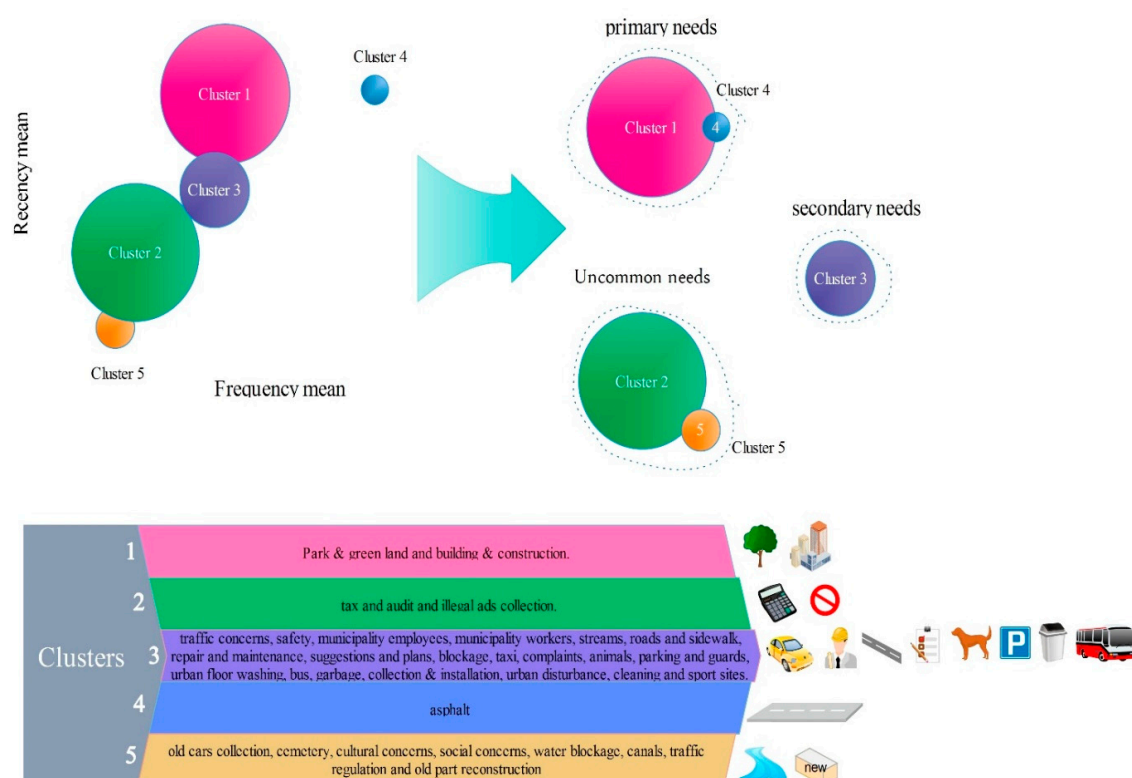 primary needs
Cluster 4
Cluster 1
Recency mean
Cluster 3
Cluster 2
Cluster 5
Frequency mean
Cluster 4
Cluster 1
4
secondary needs
Cluster 3
Uncommon needs
Cluster 2
5
Cluster 5
Clusters
1
Park & green land and building & construction.
2
tax and audit and illegal ads collection.
3
traffic concerns, safety, municipality employees, municipality workers, streams, roads and sidewalk,
repair and maintenance, suggestions and plans, blockage, taxi, complaints, animals, parking and guards,
urban floor washing, bus, garbage, collection & installation, urban disturbance, cleaning and sport sites.
P
4
asphalt
5
old cars collection, cemetery, cultural concerns, social concerns, water blockage, canals, traffic
regulation and old part reconstruction
new